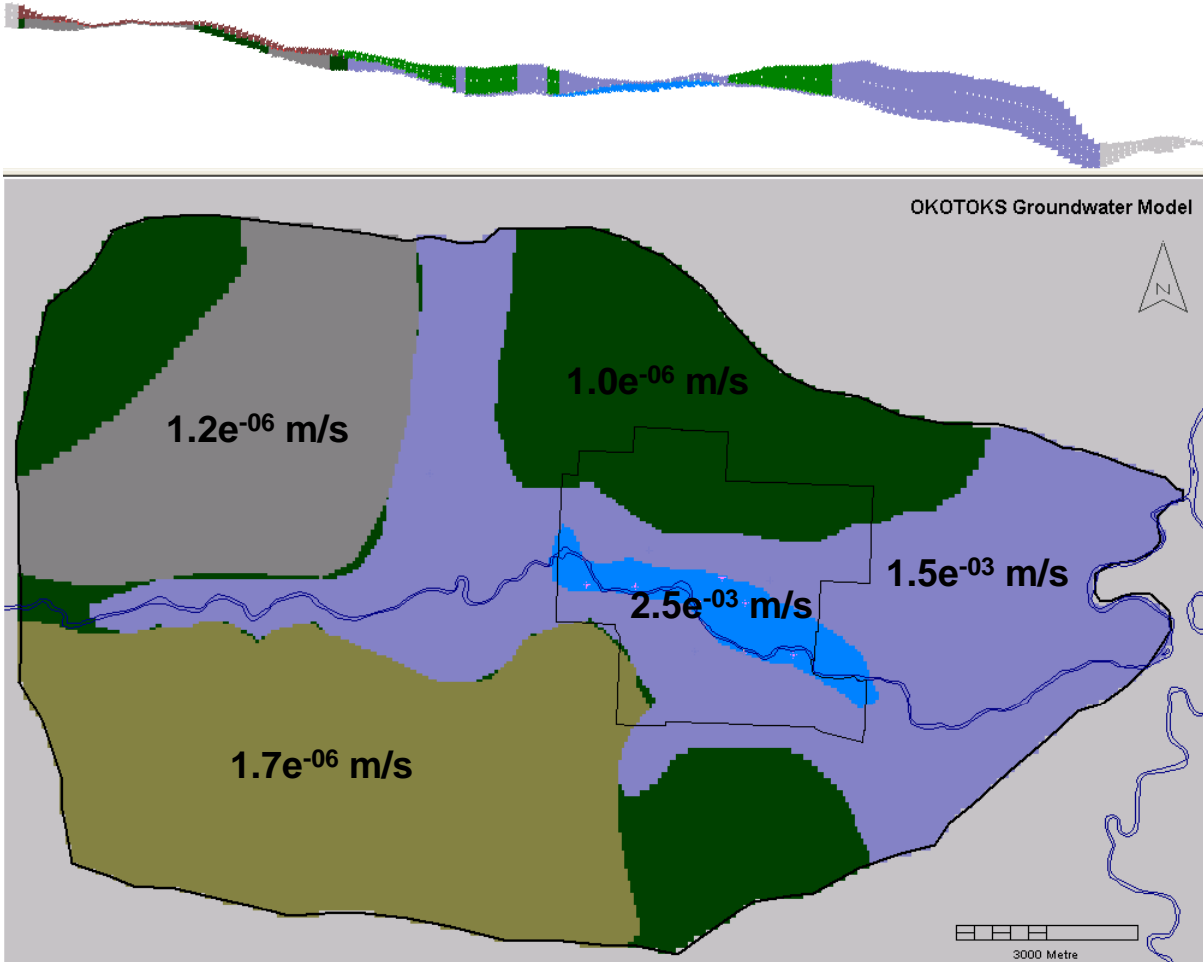 OKOTOKS Groundwater Model
N
1.0e-06 m/s
1.2e-06 m/s
1.5e-03 m/s
2.5e-03 m/s
1.7e-06 m/s
3000 Metre